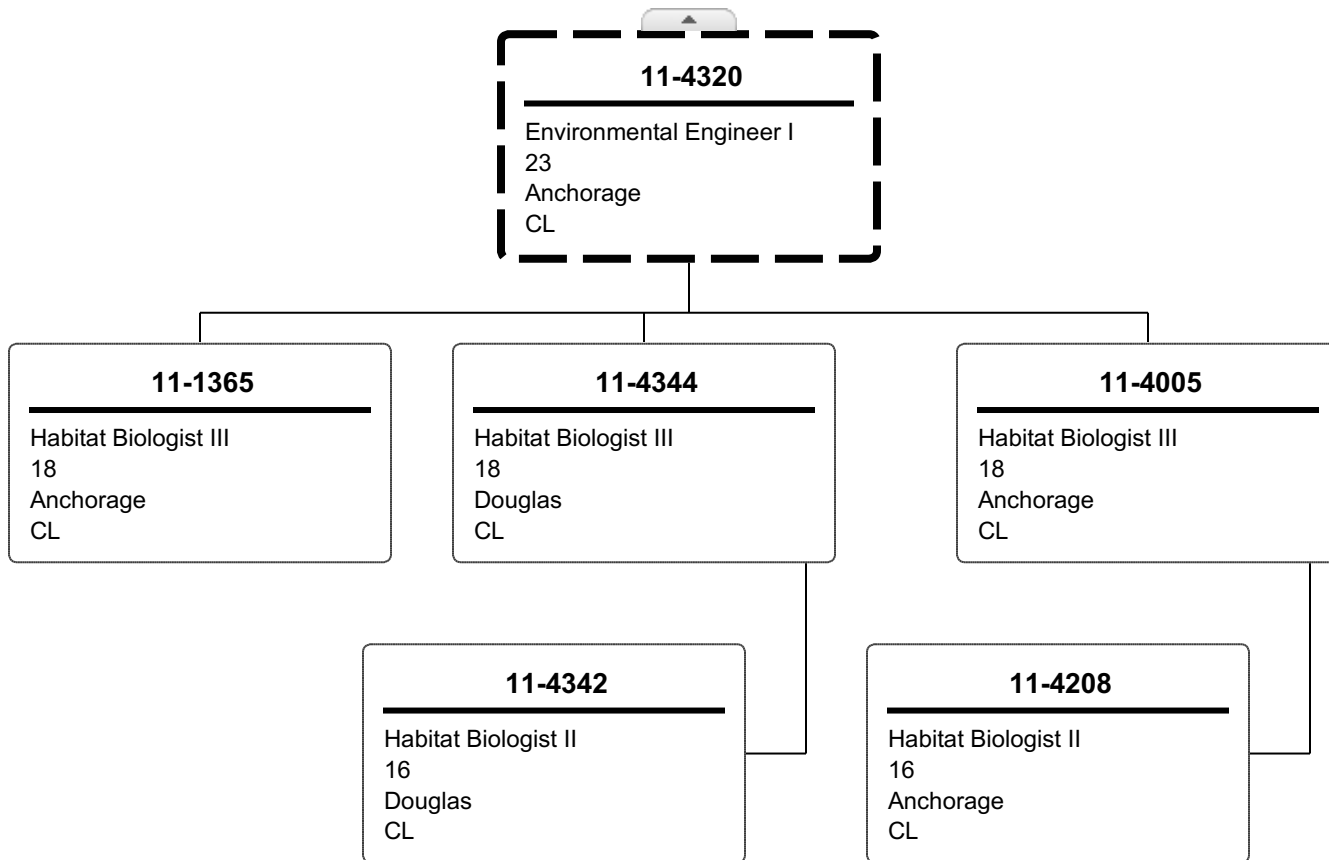 11-4320
Environmental Engineer I
23
Anchorage
CL
11-1365
Habitat Biologist III
18
Anchorage
CL
11-4344
Habitat Biologist III
18
Douglas
CL
11-4005
Habitat Biologist III
18
Anchorage
CL
11-4342
Habitat Biologist II
16
Douglas
CL
11-4208
Habitat Biologist II
16
Anchorage
CL